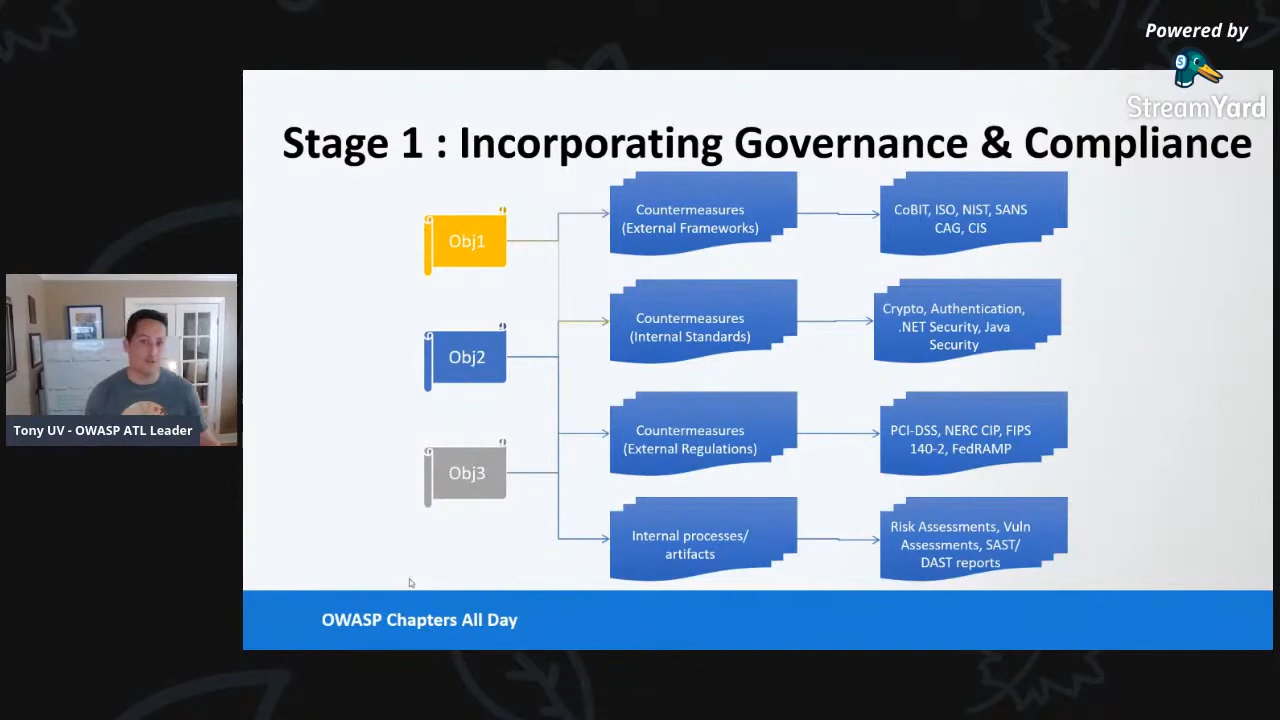 Powered by
StreamYard
Stage 1 : Incorporating Governance & Compliance
Obj1
Obj2
Obj3
Countermeasures
(External Frameworks)
CoBIT, ISO, NIST, SANS
CAG, CIS
Countermeasures
(Internal Standards)
Crypto, Authentication,
.NET Security, Java
Security
Countermeasures
(External Regulations)
PCI-DSS, NERC CIP, FIPS
140-2, FedRAMP
Internal processes/
artifacts
Risk Assessments, Vuln
Assessments, SAST/
DAST reports
Tony UV - OWASP ATL Leader
OWASP Chapters All Day